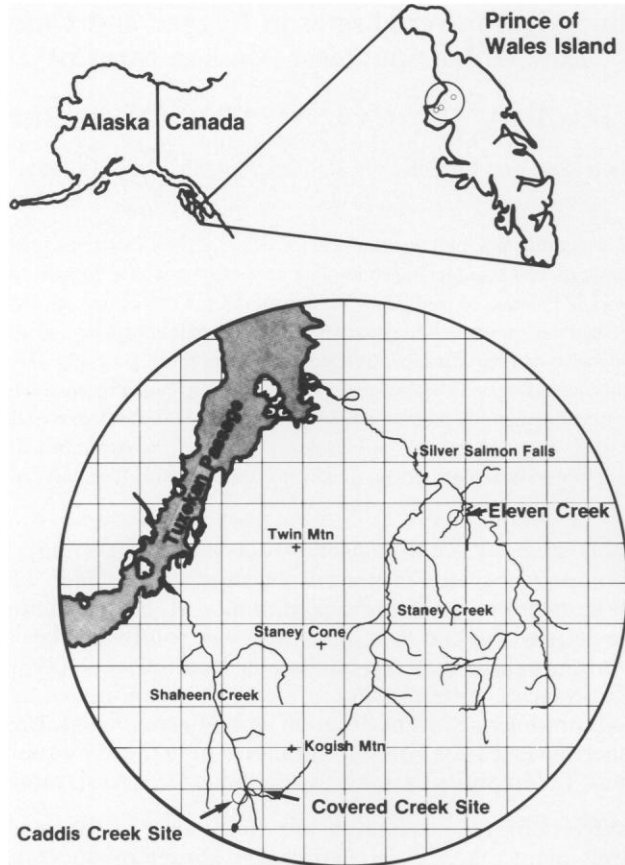 Prince of
Wales Island
Alaska
Canada
Tuxekan Passage
Silver Salmon Falls
Eleven Creek
Twin Mtn
Staney Creek
Staney Cone
Shaheen Creek
Kogish Mtn
Covered Creek Site
Caddis Creek Site